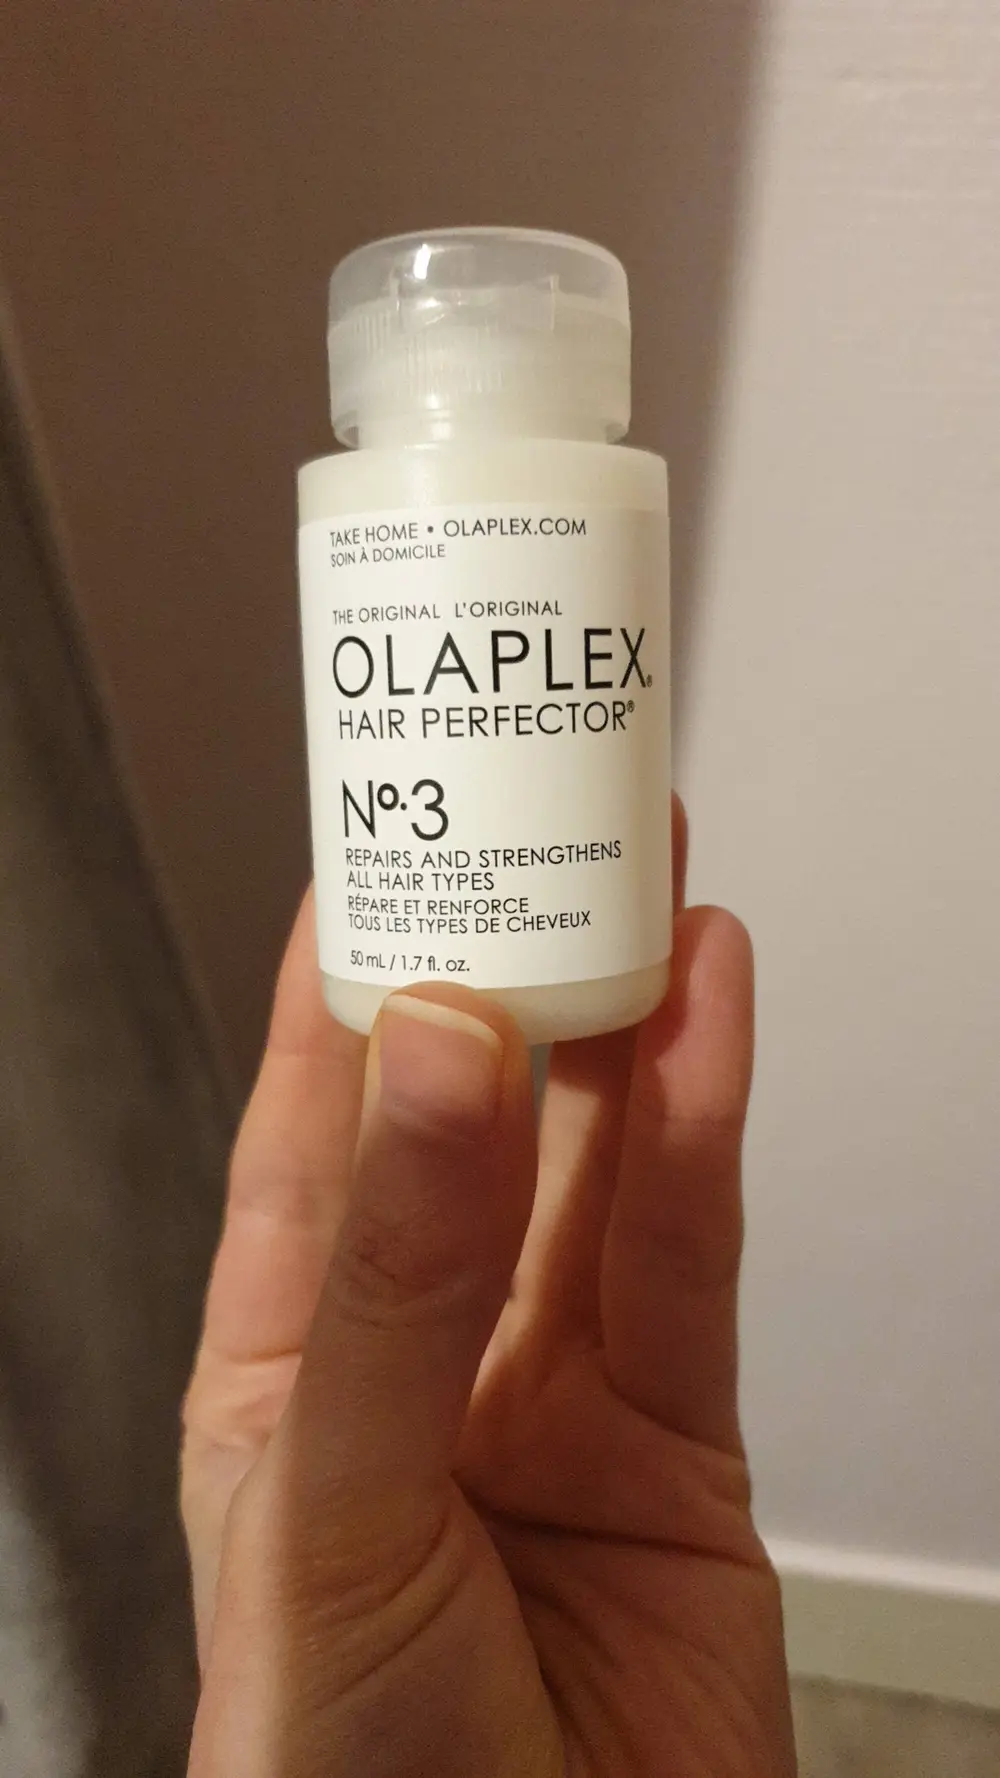 TAKE HOME • OLAPLEX.COM
SOIN À DOMICILE
THE ORIGINAL L'ORIGINAL
OLAPLEX®
HAIR PERFECTOR®
Nº.3
REPAIRS AND STRENGTHENS
ALL HAIR TYPES
RÉPARE ET RENFORCE
TOUS LES TYPES DE CHEVEUX
50 mL / 1.7 fl. oz.